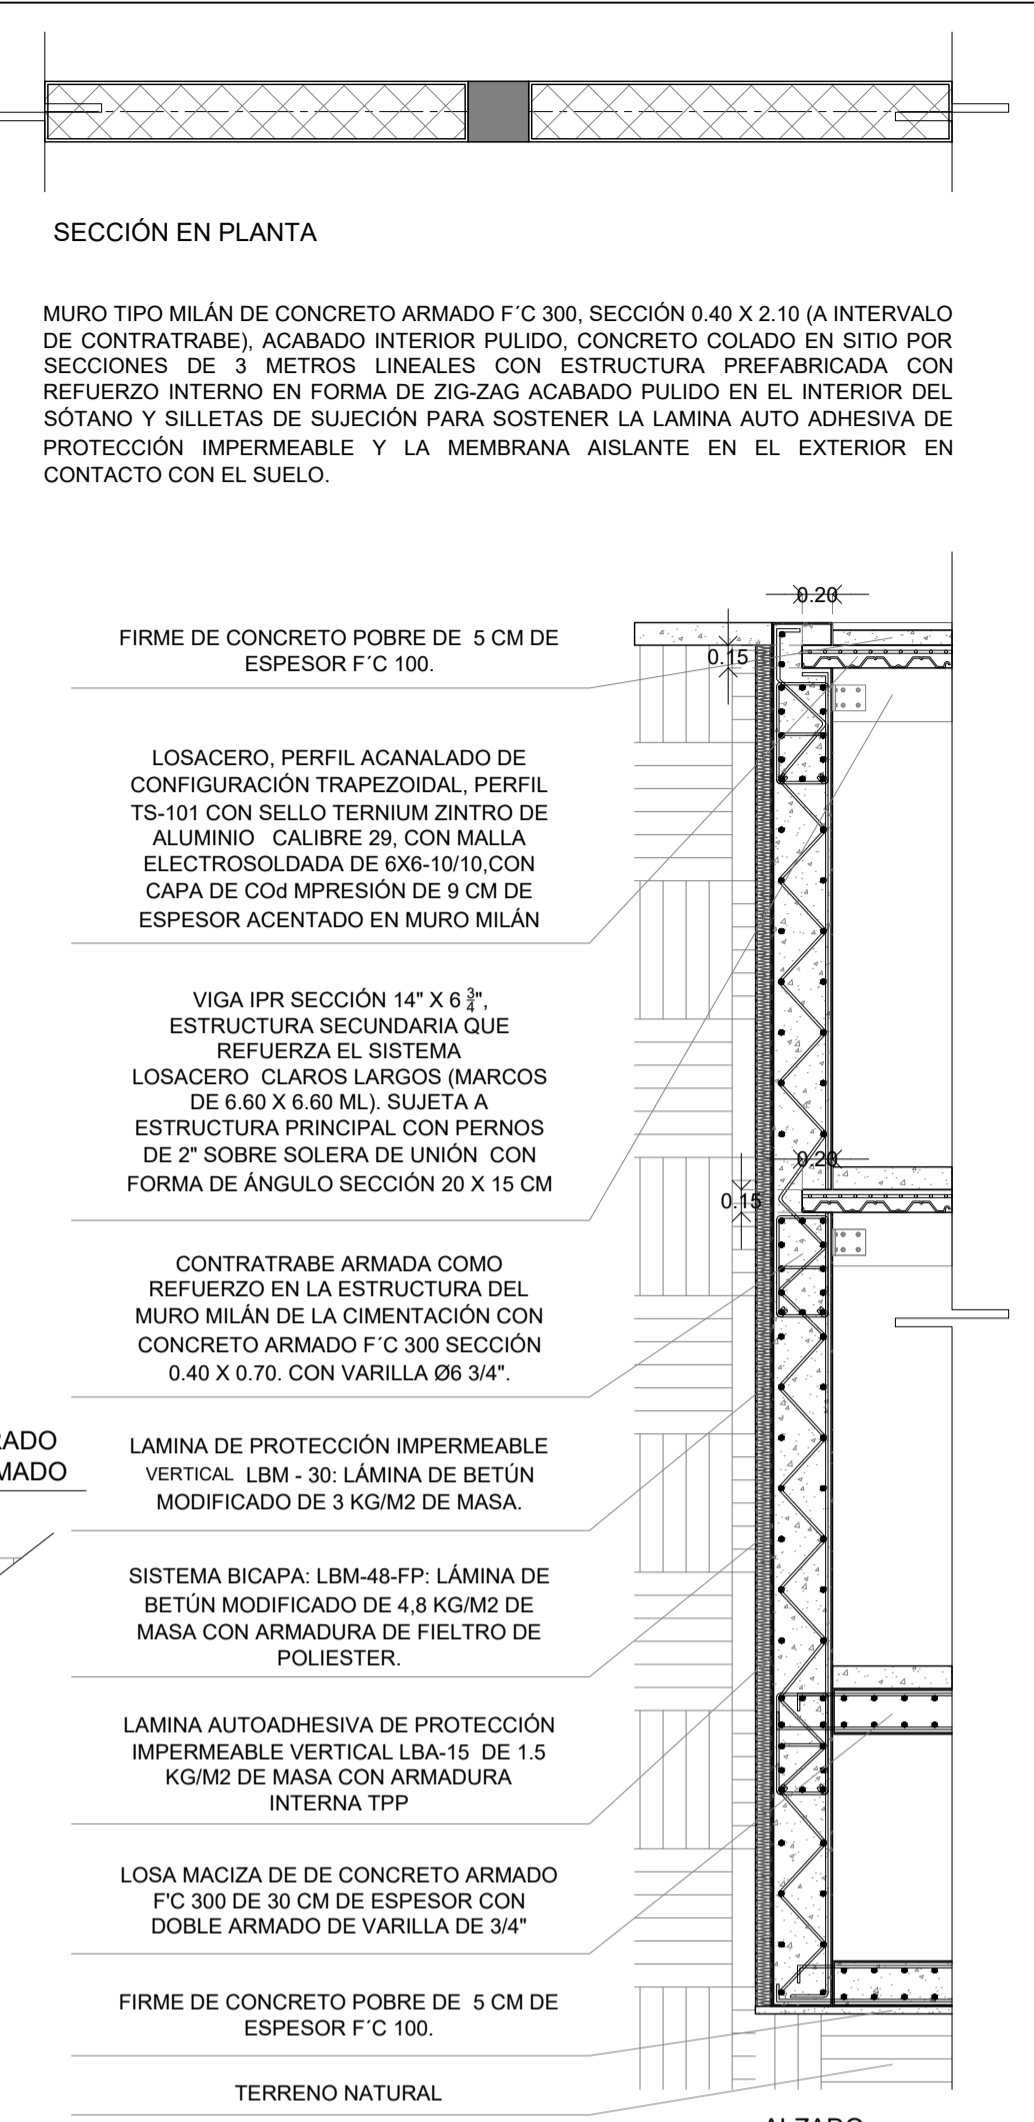 SECCIÓN EN PLANTA
MURO TIPO MILÁN DE CONCRETO ARMADO F´C 300, SECCIÓN 0.40 X 2.10 (A INTERVALO
DE CONTRATRABE), ACABADO INTERIOR PULIDO, CONCRETO COLADO EN SITIO POR
SECCIONES DE 3 METROS LINEALES CON ESTRUCTURA PREFABRICADA CON
REFUERZO INTERNO EN FORMA DE ZIG-ZAG ACABADO PULIDO EN EL INTERIOR DEL
SÓTANO Y SILLETAS DE SUJECIÓN PARA SOSTENER LA LAMINA AUTO ADHESIVA DE
PROTECCIÓN IMPERMEABLE Y LA MEMBRANA AISLANTE EN EL EXTERIOR EN
CONTACTO CON EL SUELO.
0.20
0.15
FIRME DE CONCRETO POBRE DE 5 CM DE
ESPESOR F´C 100.
LOSACERO, PERFIL ACANALADO DE
CONFIGURACIÓN TRAPEZOIDAL, PERFIL
TS-101 CON SELLO TERNIUM ZINTRO DE
ALUMINIO CALIBRE 29, CON MALLA
ELECTROSOLDADA DE 6X6-10/10,CON
CAPA DE COd MPRESIÓN DE 9 CM DE
ESPESOR ACENTADO EN MURO MILÁN
VIGA IPR SECCIÓN 14" X 6 3/4",
ESTRUCTURA SECUNDARIA QUE
REFUERZA EL SISTEMA
LOSACERO CLAROS LARGOS (MARCOS
DE 6.60 X 6.60 ML). SUJETA A
ESTRUCTURA PRINCIPAL CON PERNOS
DE 2" SOBRE SOLERA DE UNIÓN CON
FORMA DE ÁNGULO SECCIÓN 20 X 15 CM
0.20
0.15
CONTRATRABE ARMADA COMO
REFUERZO EN LA ESTRUCTURA DEL
MURO MILÁN DE LA CIMENTACIÓN CON
CONCRETO ARMADO F´C 300 SECCIÓN
0.40 X 0.70. CON VARILLA Ø6 3/4".
RADO
MADO
LAMINA DE PROTECCIÓN IMPERMEABLE
VERTICAL LBM - 30: LÁMINA DE BETÚN
MODIFICADO DE 3 KG/M2 DE MASA.
SISTEMA BICAPA: LBM-48-FP: LÁMINA DE
BETÚN MODIFICADO DE 4,8 KG/M2 DE
MASA CON ARMADURA DE FIELTRO DE
POLIESTER.
LAMINA AUTOADHESIVA DE PROTECCIÓN
IMPERMEABLE VERTICAL LBA-15 DE 1.5
KG/M2 DE MASA CON ARMADURA
INTERNA TPP
LOSA MACIZA DE DE CONCRETO ARMADO
F'C 300 DE 30 CM DE ESPESOR CON
DOBLE ARMADO DE VARILLA DE 3/4"
FIRME DE CONCRETO POBRE DE 5 CM DE
ESPESOR F´C 100.
TERRENO NATURAL
ALZADO